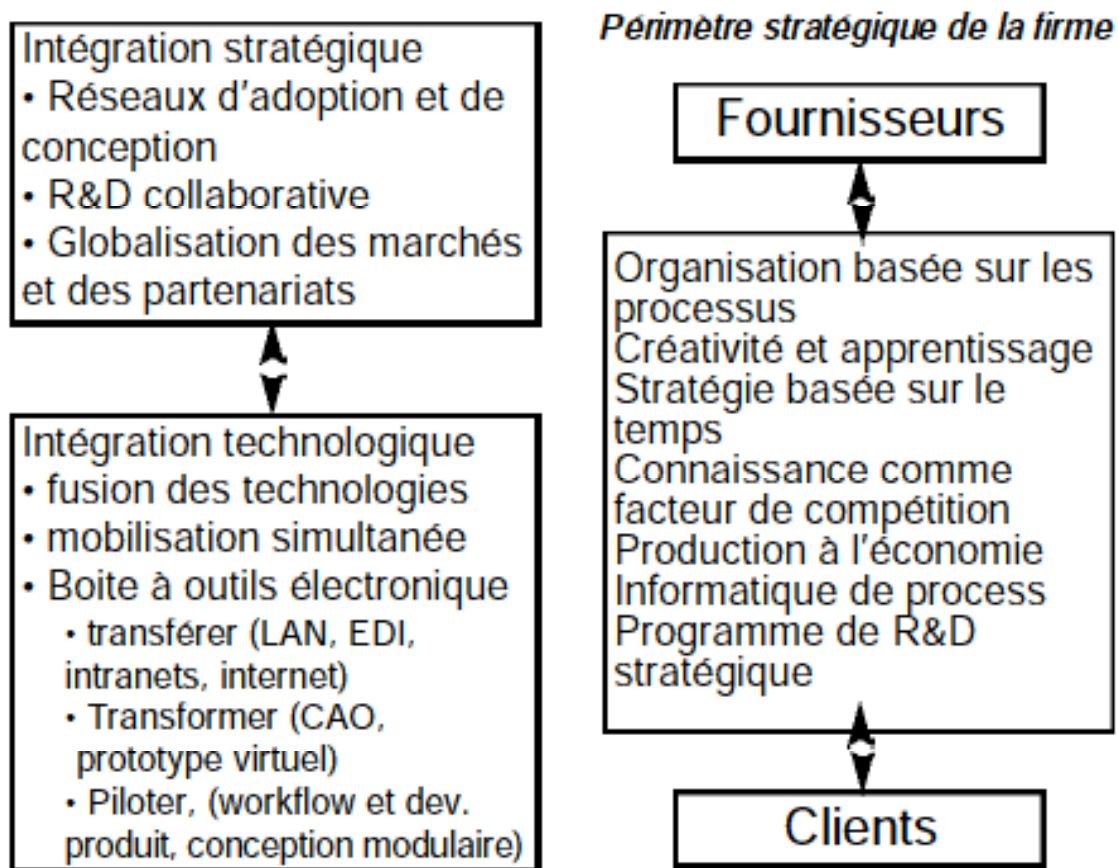 Intégration stratégique
• Réseaux d'adoption et de
conception
• R&D collaborative
• Globalisation des marchés
et des partenariats
Intégration technologique
• fusion des technologies
• mobilisation simultanée
• Boite à outils électronique
• transférer (LAN, EDI,
intranets, internet)
• Transformer (CAO,
prototype virtuel)
• Piloter, (workflow et dev.
produit, conception modulaire)
Périmètre stratégique de la firme
Fournisseurs
Organisation basée sur les
processus
Créativité et apprentissage
Stratégie basée sur le
temps
Connaissance comme
facteur de compétition
Production à l'économie
Informatique de process
Programme de R&D
stratégique
Clients